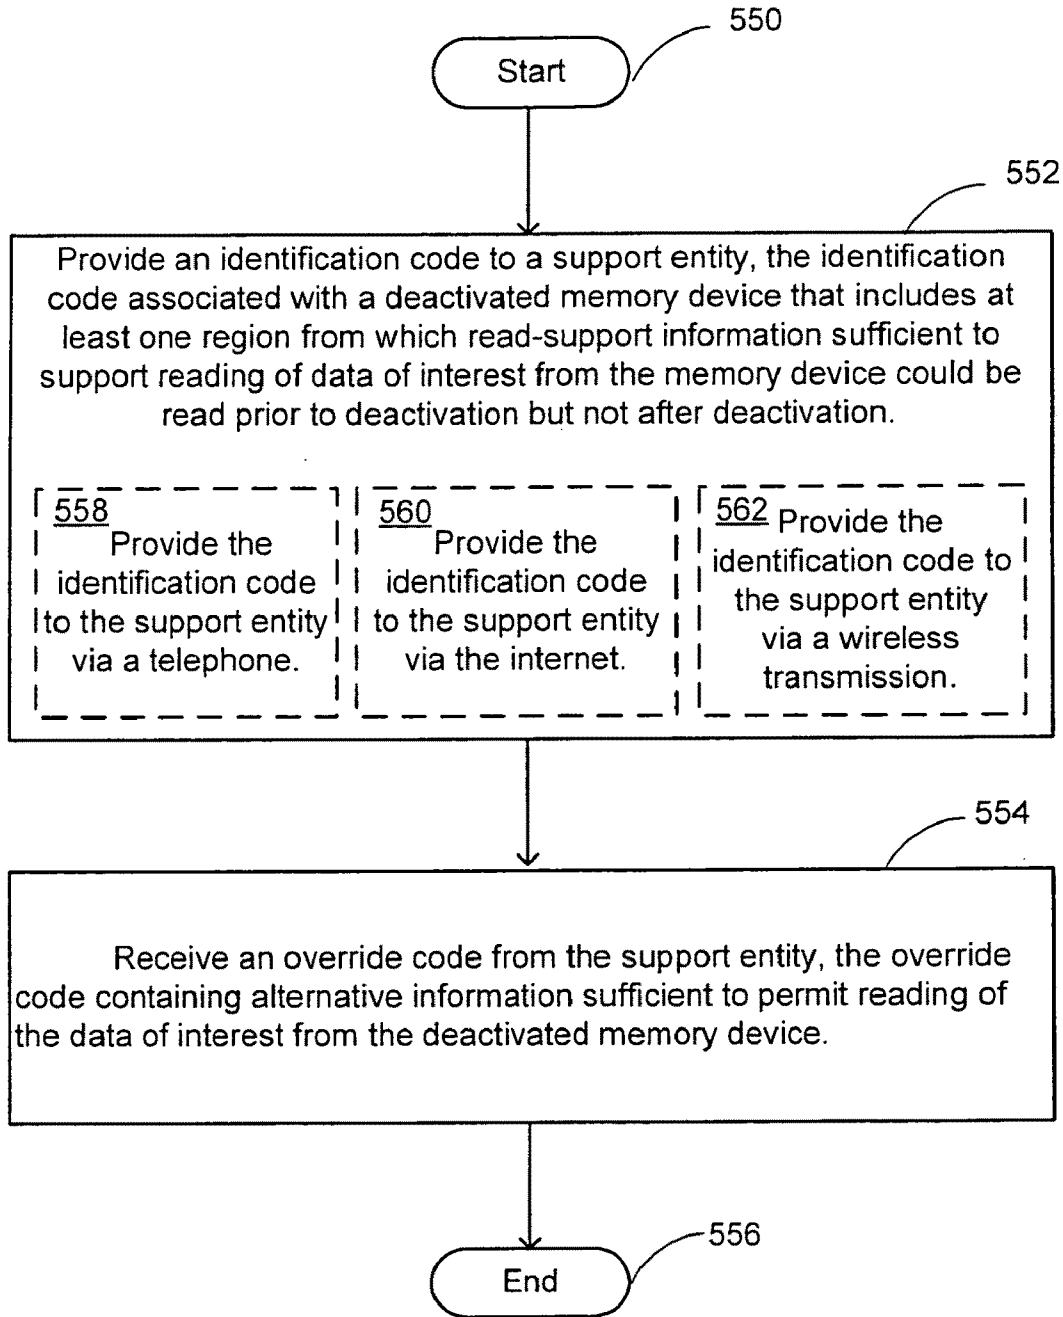 550
Start
552
Provide an identification code to a support entity, the identification
code associated with a deactivated memory device that includes at
least one region from which read-support information sufficient to
support reading of data of interest from the memory device could be
read prior to deactivation but not after deactivation.
558
Provide the
identification code
to the support entity
via a telephone.
560
Provide the
identification code
to the support entity
via the internet.
562 Provide the
identification code to
the support entity
via a wireless
transmission.
554
Receive an override code from the support entity, the override
code containing alternative information sufficient to permit reading of
the data of interest from the deactivated memory device.
556
End